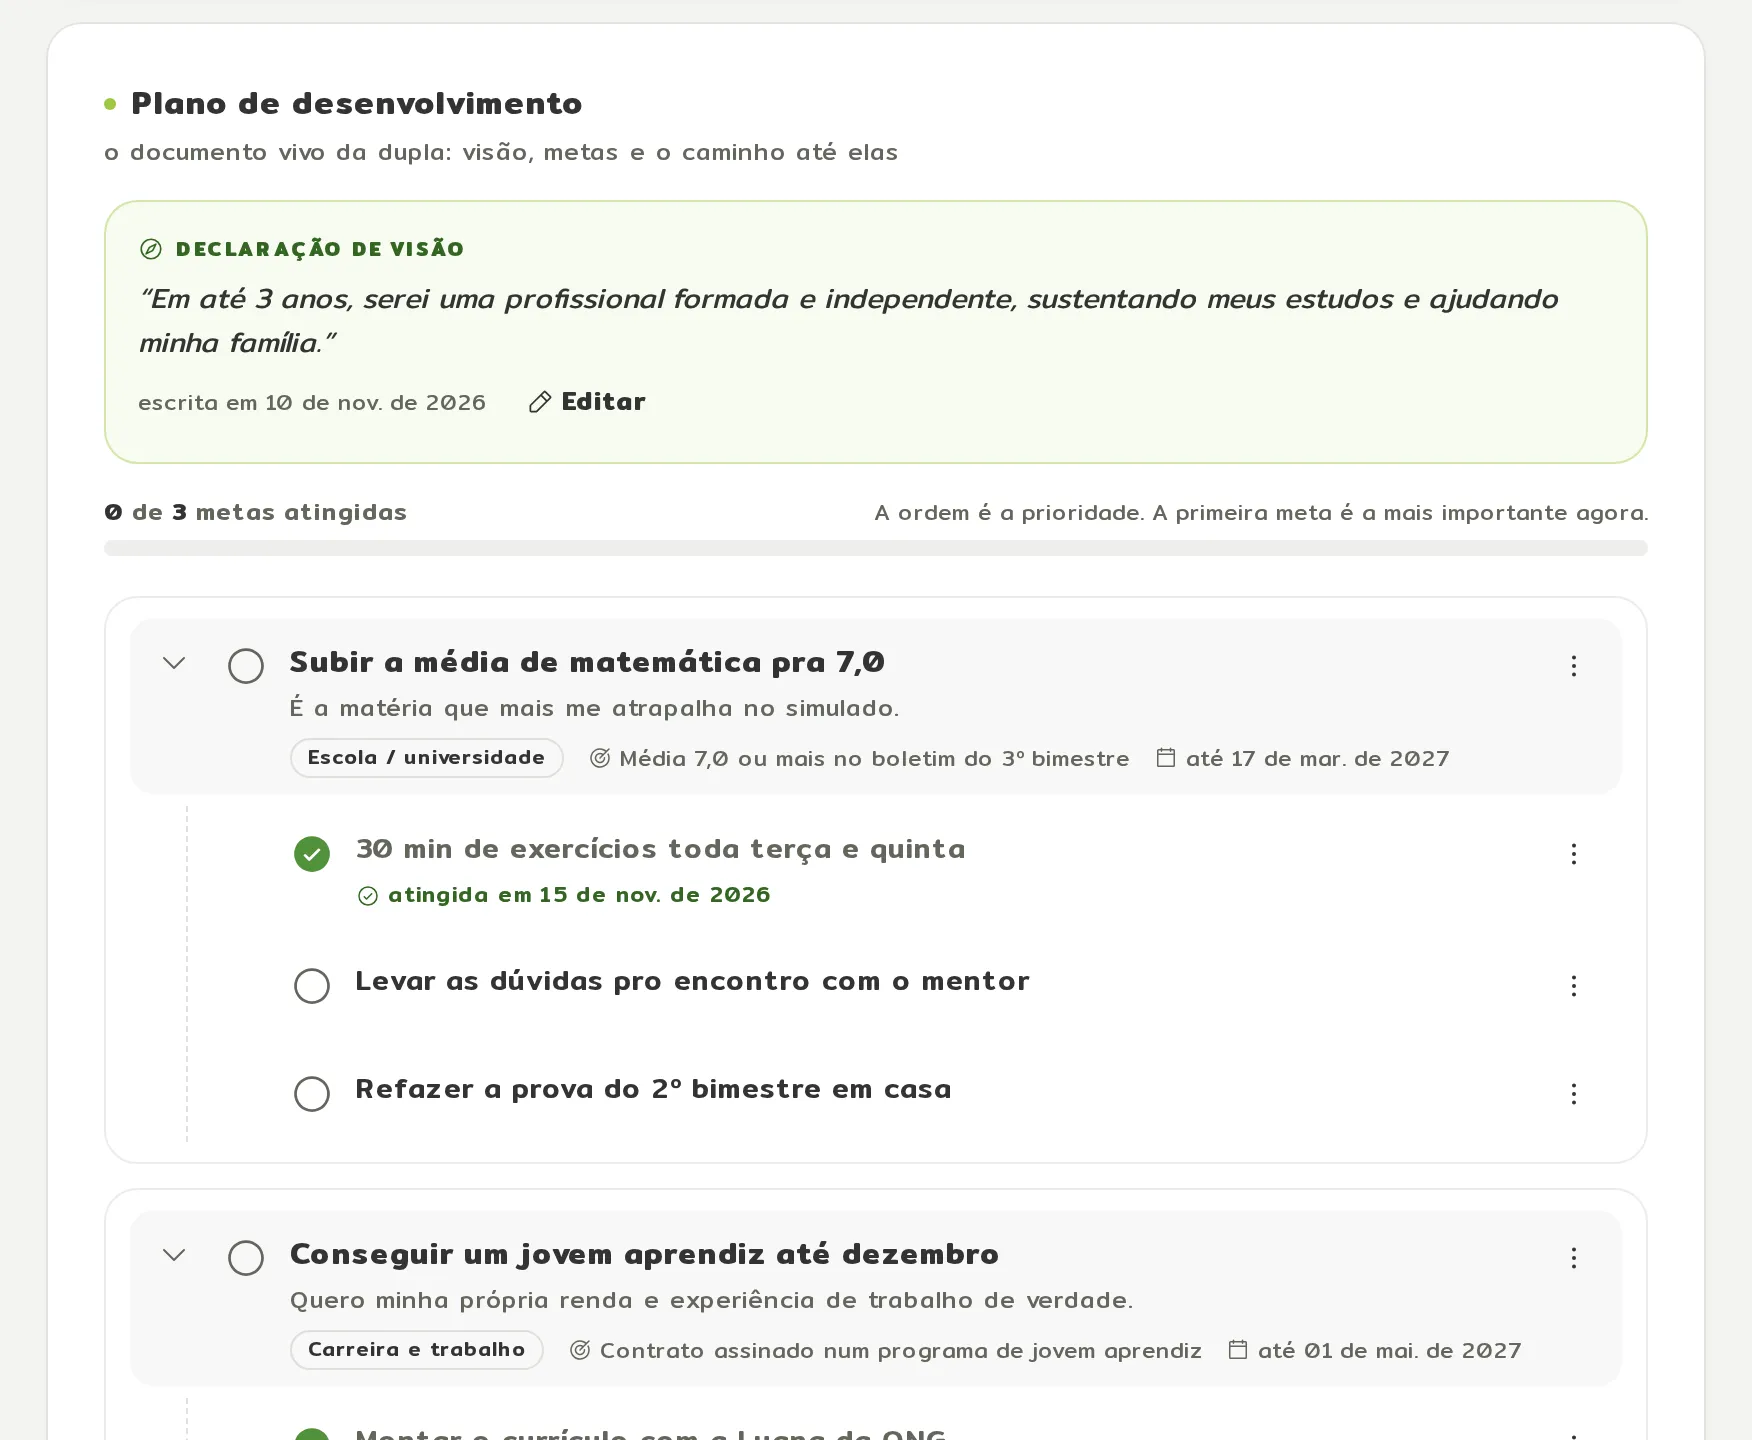 Plano de desenvolvimento
o documento vivo da dupla: visão, metas e o caminho até elas
DECLARAÇÃO DE VISÃO
“Em até 3 anos, serei uma profissional formada e independente, sustentando meus estudos e ajudando
minha família.”
escrita em 10 de nov. de 2026 Editar
0 de 3 metas atingidas A ordem é a prioridade. A primeira meta é a mais importante agora.
Subir a média de matemática pra 7,0
É a matéria que mais me atrapalha no simulado.
Escola / universidade Média 7,0 ou mais no boletim do 3º bimestre até 17 de mar. de 2027
30 min de exercícios toda terça e quinta
atingida em 15 de nov. de 2026
Levar as dúvidas pro encontro com o mentor
Refazer a prova do 2º bimestre em casa
Conseguir um jovem aprendiz até dezembro
Quero minha própria renda e experiência de trabalho de verdade.
Carreira e trabalho Contrato assinado num programa de jovem aprendiz até 01 de mai. de 2027
Montar o currículo com a Luana da ONG